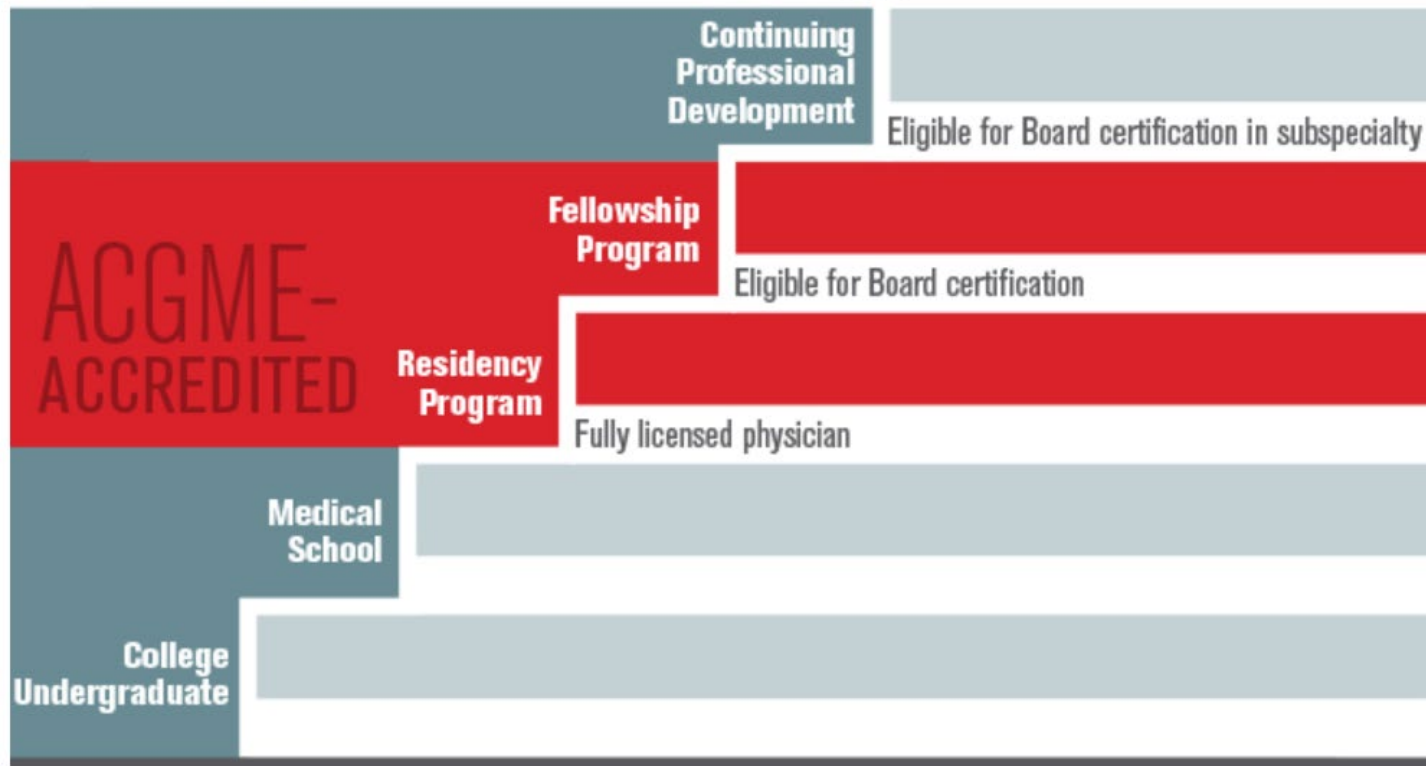 Continuing
Professional
Development
Eligible for Board certification in subspecialty
Fellowship
Program
Eligible for Board certification
ACGME-
ACCREDITED
Residency
Program
Fully licensed physician
Medical
School
College
Undergraduate